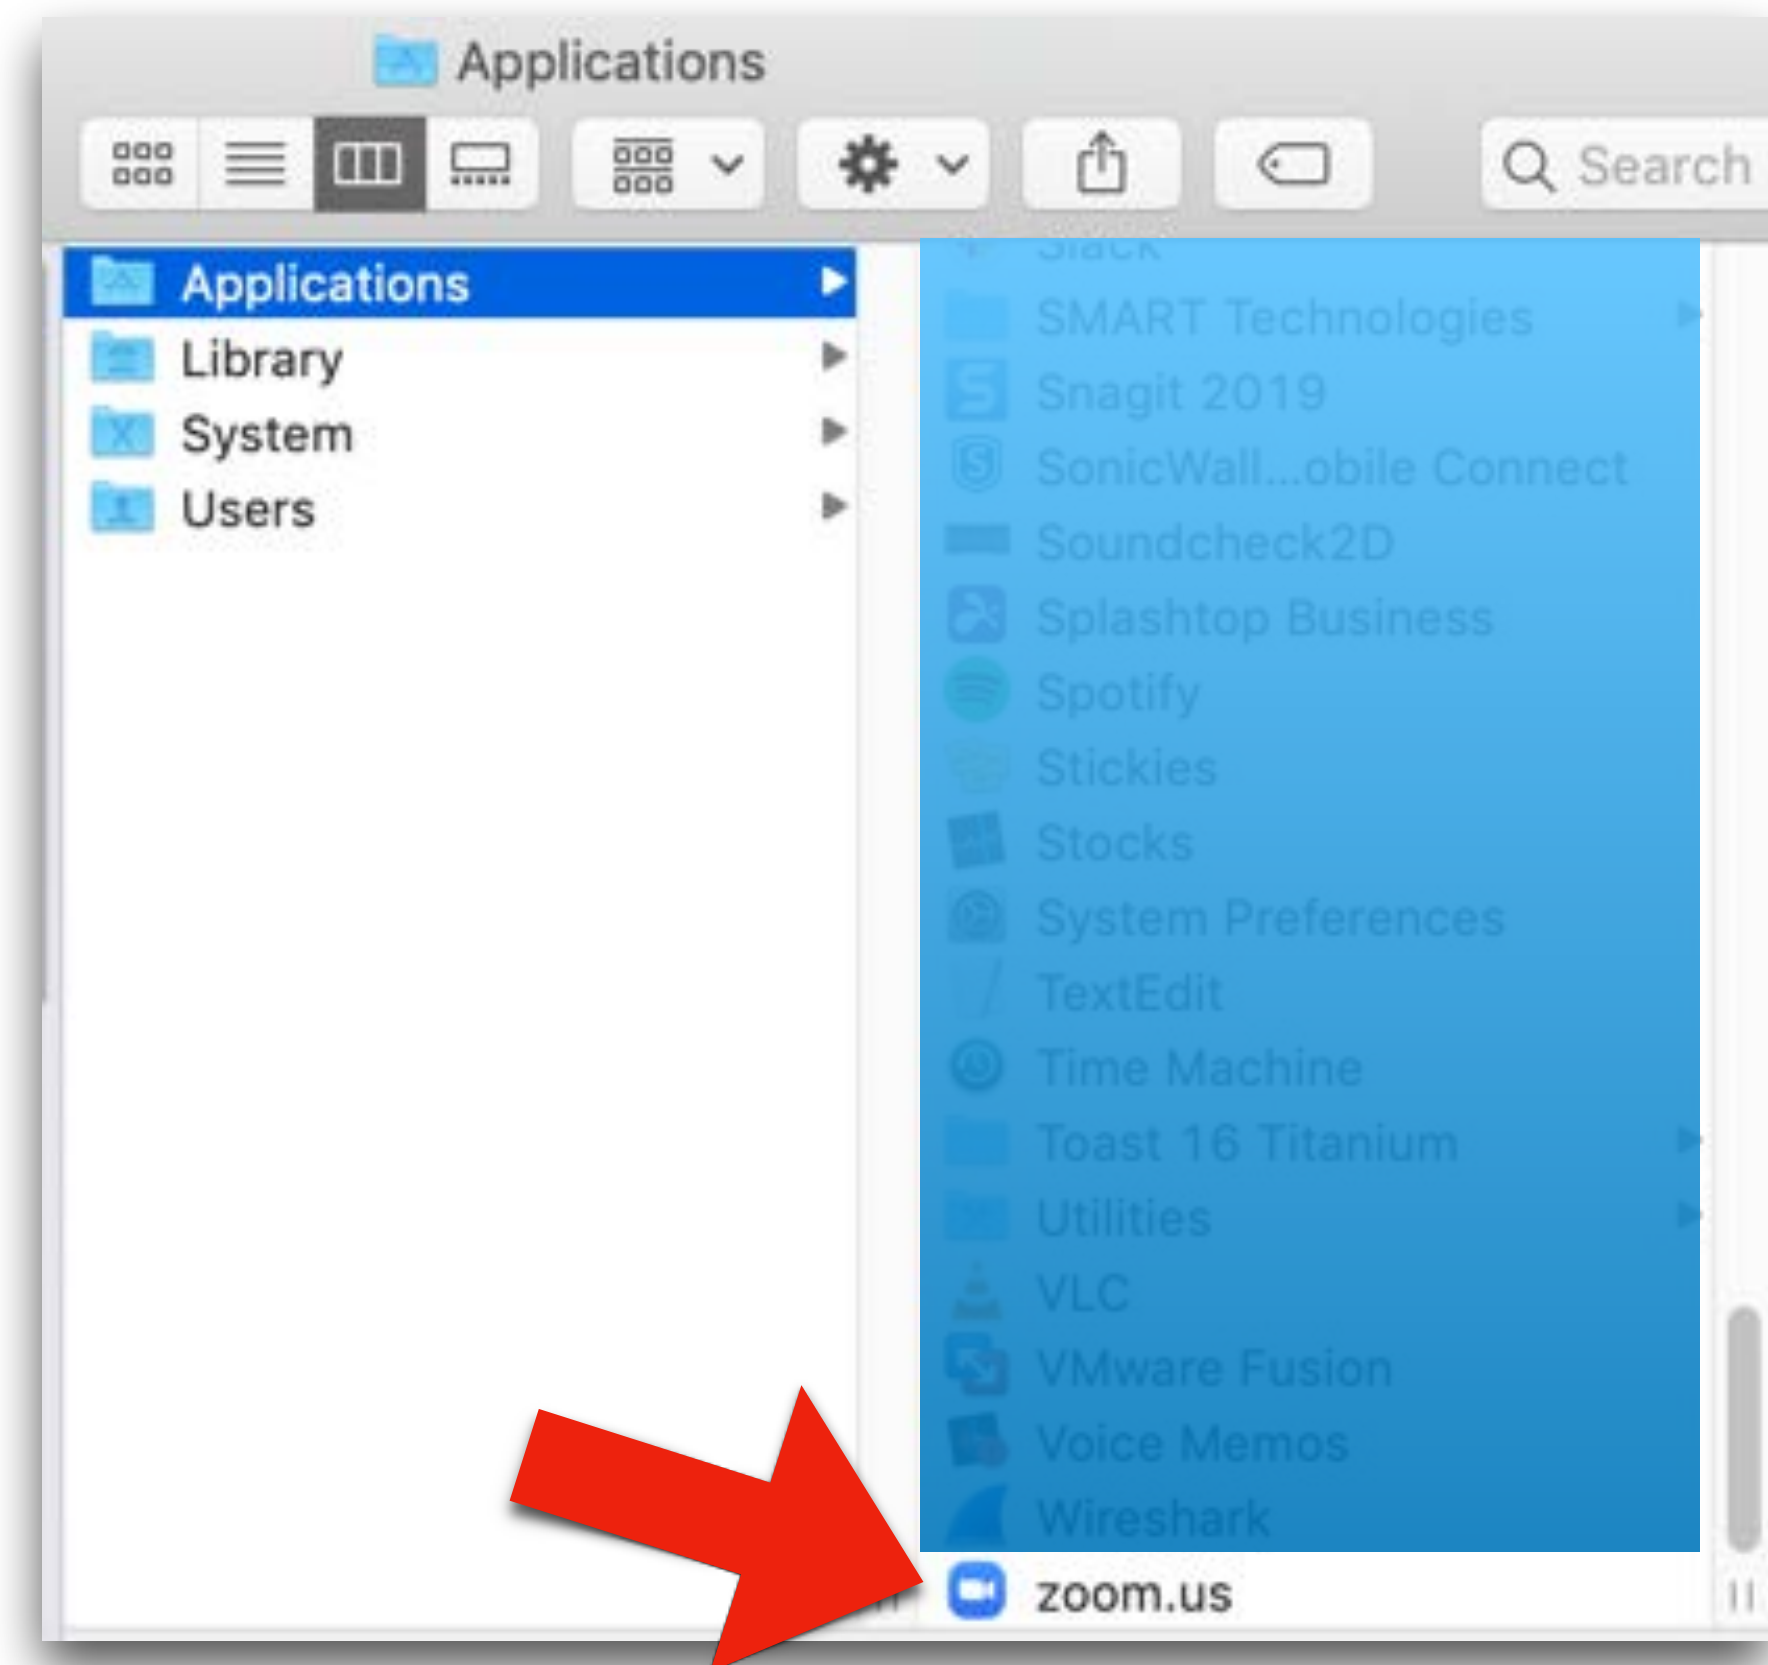 Applications
Search
Applications
Library
System
Users
Slack
SMART Technologies
Snagit 2019
SonicWall...obile Connect
Soundcheck2D
Splashtop Business
Spotify
Stickies
Stocks
System Preferences
TextEdit
Time Machine
Toast 16 Titanium
Utilities
VLC
VMware Fusion
Voice Memos
Wireshark
zoom.us